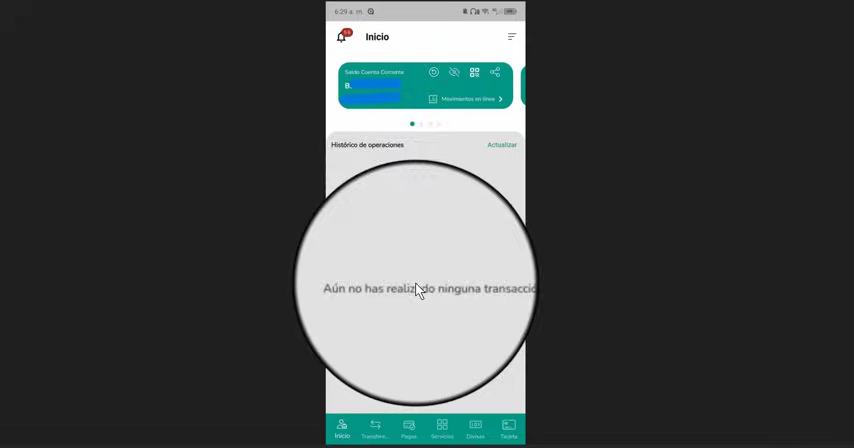 6:29 a. m.
Inicio
Saldo Cuenta Corriente
B.
Movimientos en línea
Histórico de operaciones
Actualizar
Aún no has realizado ninguna transacció
Inicio
Transfere...
Pagos
Servicios
Divisas
Tarjeta